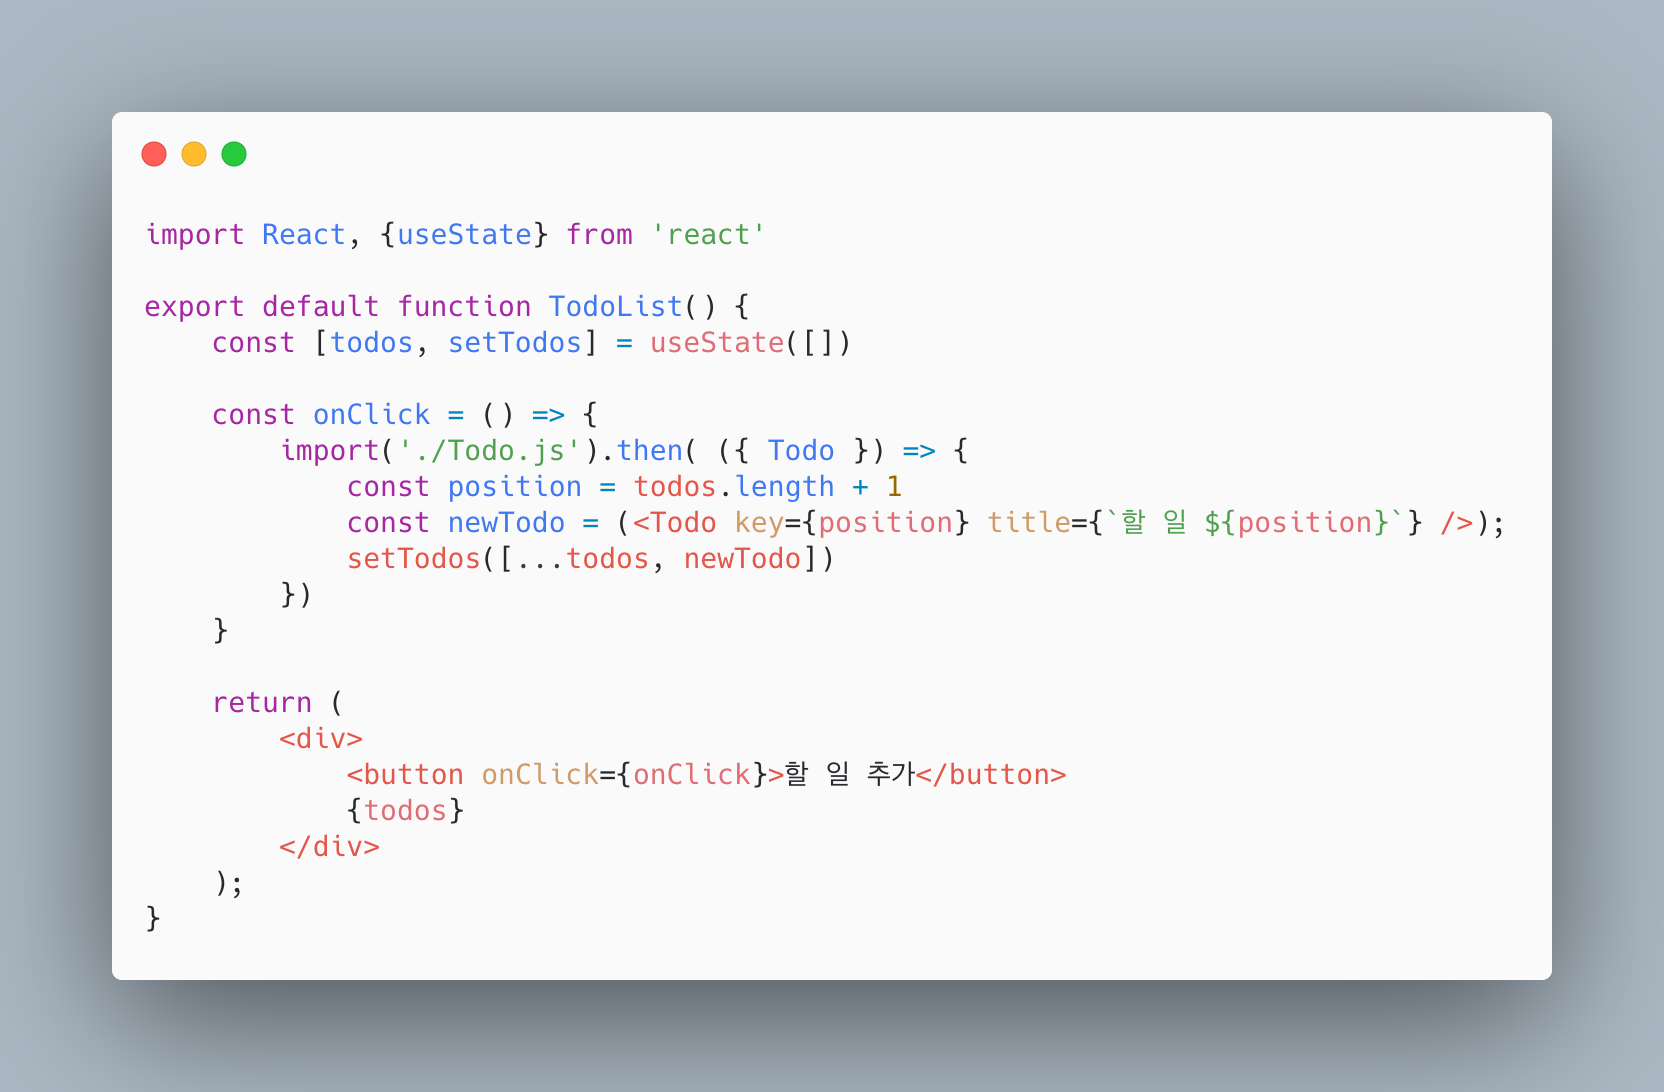 import React, {useState} from 'react'

export default function TodoList() {
    const [todos, setTodos] = useState([])

    const onClick = () => {
        import('./Todo.js').then( ({ Todo }) => {
            const position = todos.length + 1
            const newTodo = (<Todo key={position} title={`할 일 ${position}`} />);
            setTodos([...todos, newTodo])
        })
    }

    return (
        <div>
            <button onClick={onClick}>할 일 추가</button>
            {todos}
        </div>
    );
}